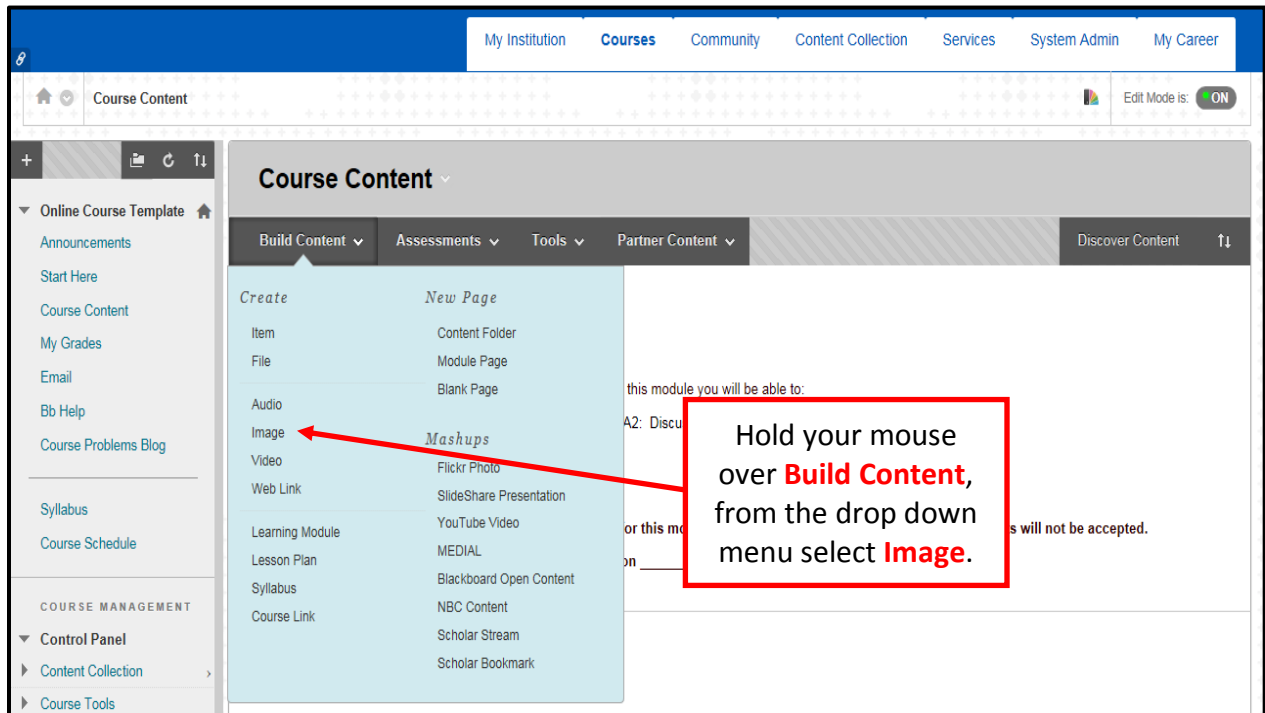 My Institution Courses Community Content Collection Services System Admin My Career
Course Content Edit Mode is: ON
Online Course Template
Announcements
Start Here
Course Content
My Grades
Email
Bb Help
Course Problems Blog
Syllabus
Course Schedule
COURSE MANAGEMENT
Control Panel
Content Collection
Course Tools
Course Content
Build Content Assessments Tools Partner Content Discover Content
Create
Item
File
Audio
Image
Video
Web Link
Learning Module
Lesson Plan
Syllabus
Course Link
New Page
Content Folder
Module Page
Blank Page
Mashups
Flickr Photo
SlideShare Presentation
YouTube Video
MEDIAL
Blackboard Open Content
NBC Content
Scholar Stream
Scholar Bookmark
this module you will be able to:
A2: Discu
or this mo s will not be accepted.
on ______
Hold your mouse
over Build Content,
from the drop down
menu select Image.